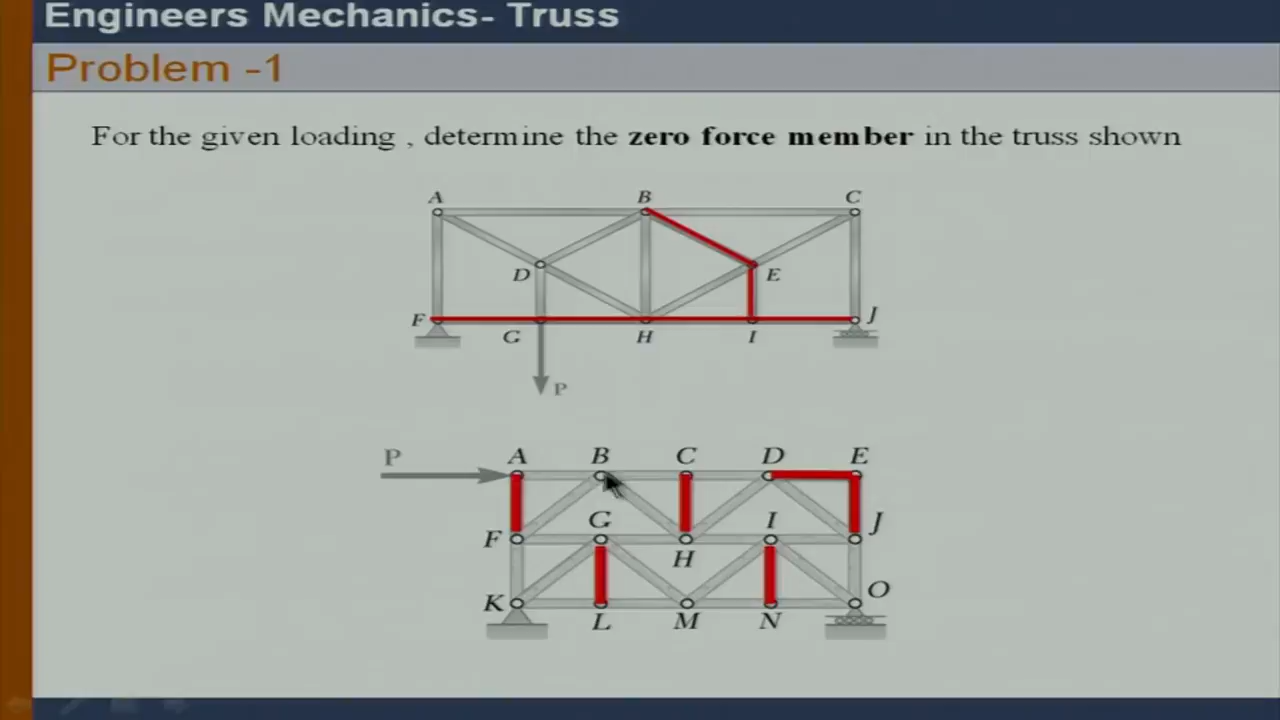 Engineers Mechanics- Truss
Problem -1
For the given loading , determine the zero force member in the truss shown
A B C
D E
F G H I J
P
P A B C D E
F G H I J
K L M N O